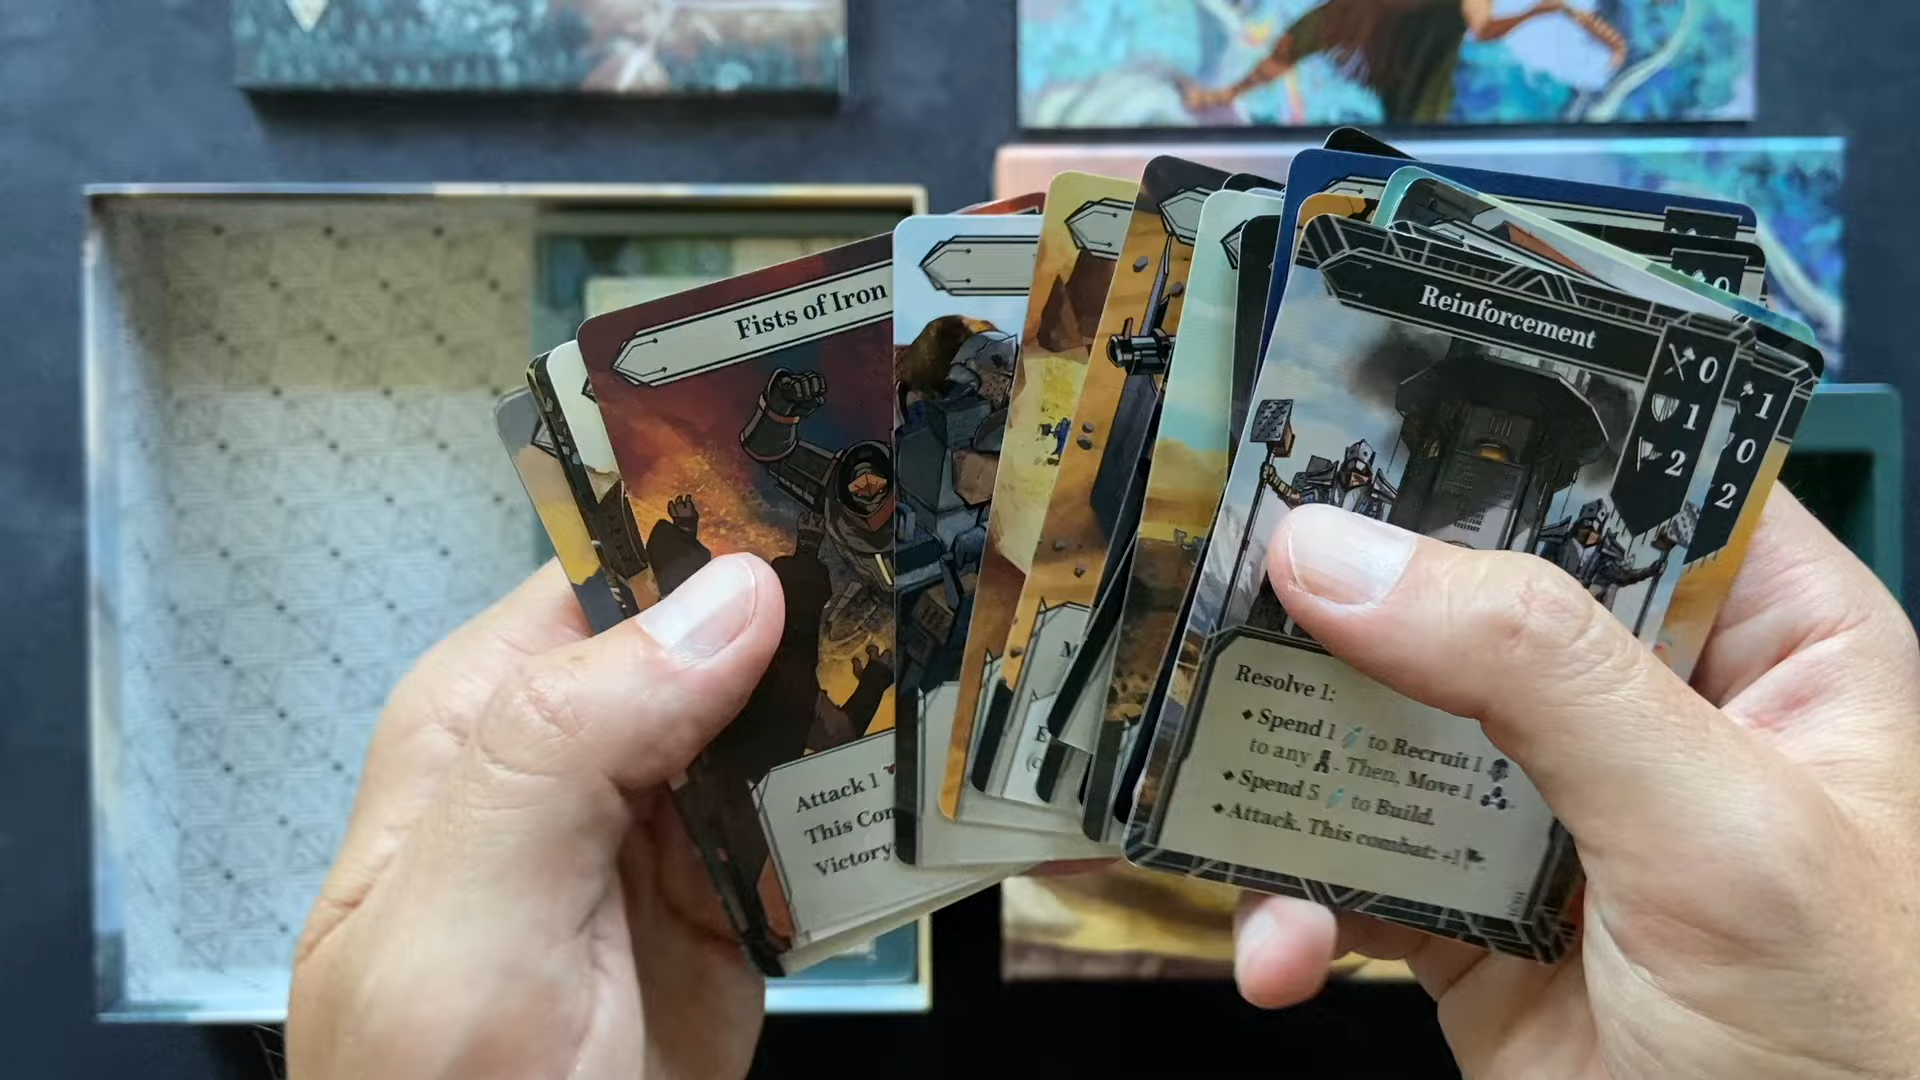 Fists of Iron
Attack 1
This
Victory
M
E
Reinforcement
0
1
2
1
0
2
0
Resolve 1:
◆ Spend 1 to Recruit 1
to any . Then, Move 1 .
◆ Spend 5 to Build.
◆ Attack. This combat: +1